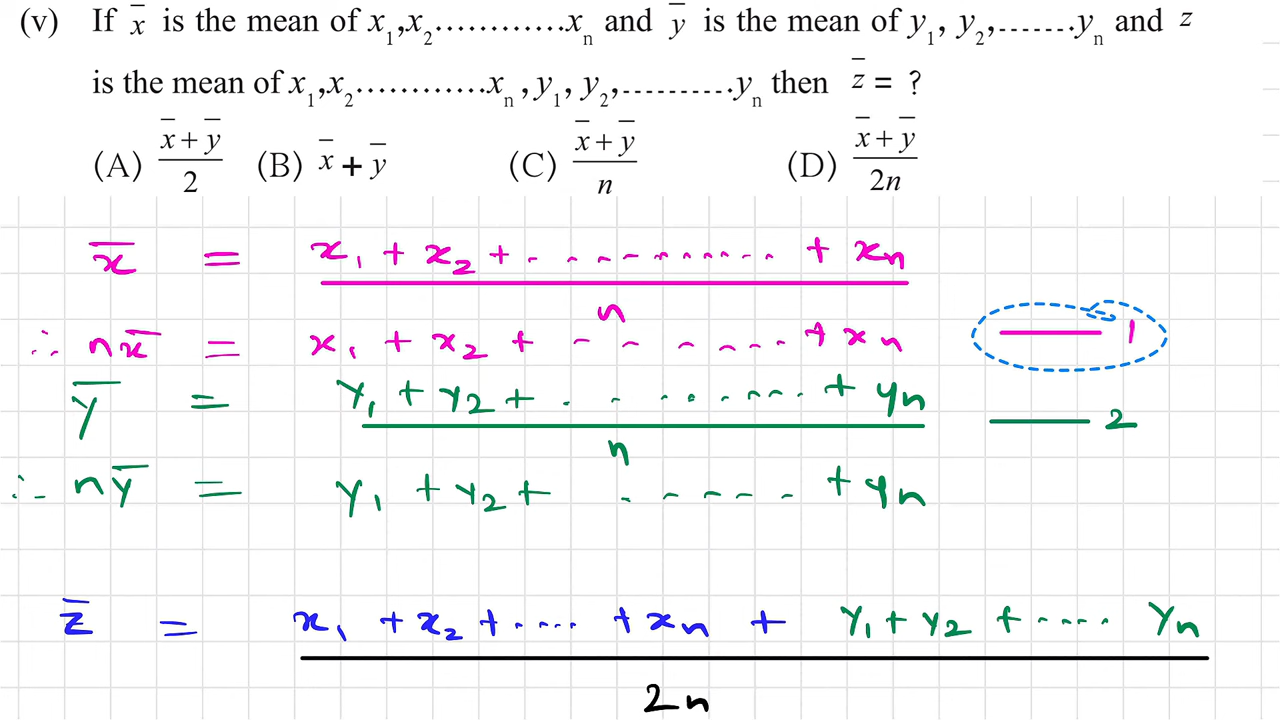 (v) If x̄ is the mean of x₁,x₂............xₙ and ȳ is the mean of y₁, y₂,.......yₙ and z
is the mean of x₁,x₂............xₙ,y₁, y₂,..........yₙ then z̄ = ?
(A) (x̄ + ȳ)/2 (B) x̄ + ȳ (C) (x̄ + ȳ)/n (D) (x̄ + ȳ)/2n
x̄ = (x₁ + x₂ + ............ + xₙ)/n
∴ nx̄ = x₁ + x₂ + ......... + xₙ —— 1
ȳ = (y₁ + y₂ + .......... + yₙ)/n —— 2
∴ nȳ = y₁ + y₂ + ...... + yₙ
z̄ = (x₁ + x₂ + .... + xₙ + y₁ + y₂ + .... yₙ)/2n